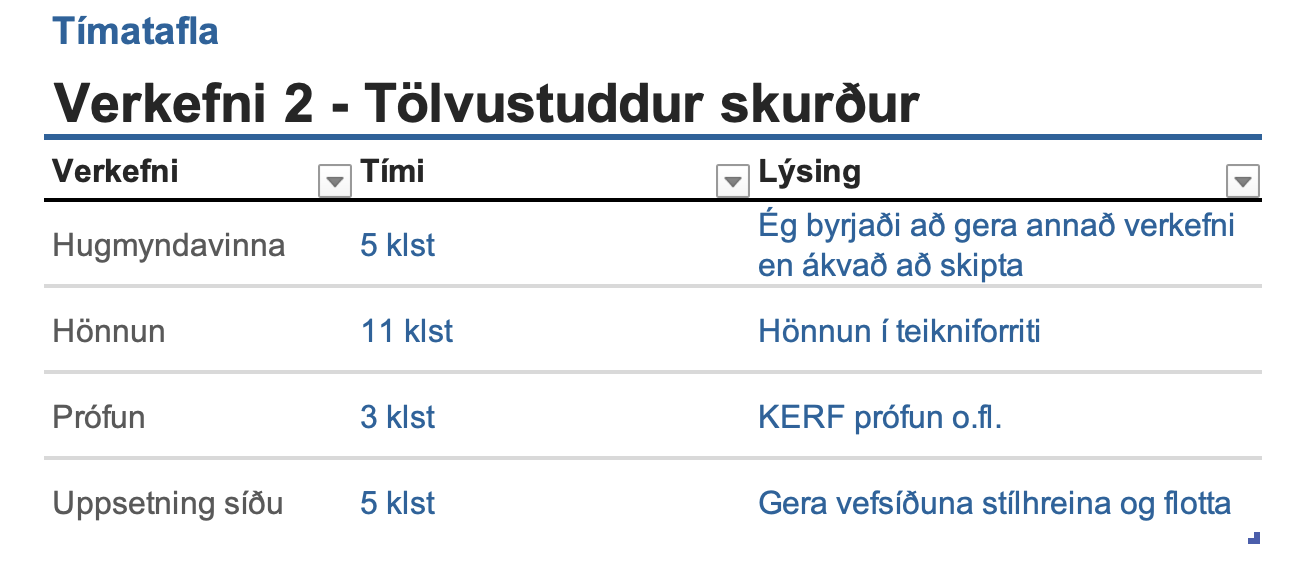 Tímatafla
Verkefni 2 - Tölvustuddur skurður
Verkefni Tími Lýsing
Hugmyndavinna 5 klst Ég byrjaði að gera annað verkefni
en ákvað að skipta
Hönnun 11 klst Hönnun í teikniforriti
Prófun 3 klst KERF prófun o.fl.
Uppsetning síðu 5 klst Gera vefsíðuna stílhreina og flotta